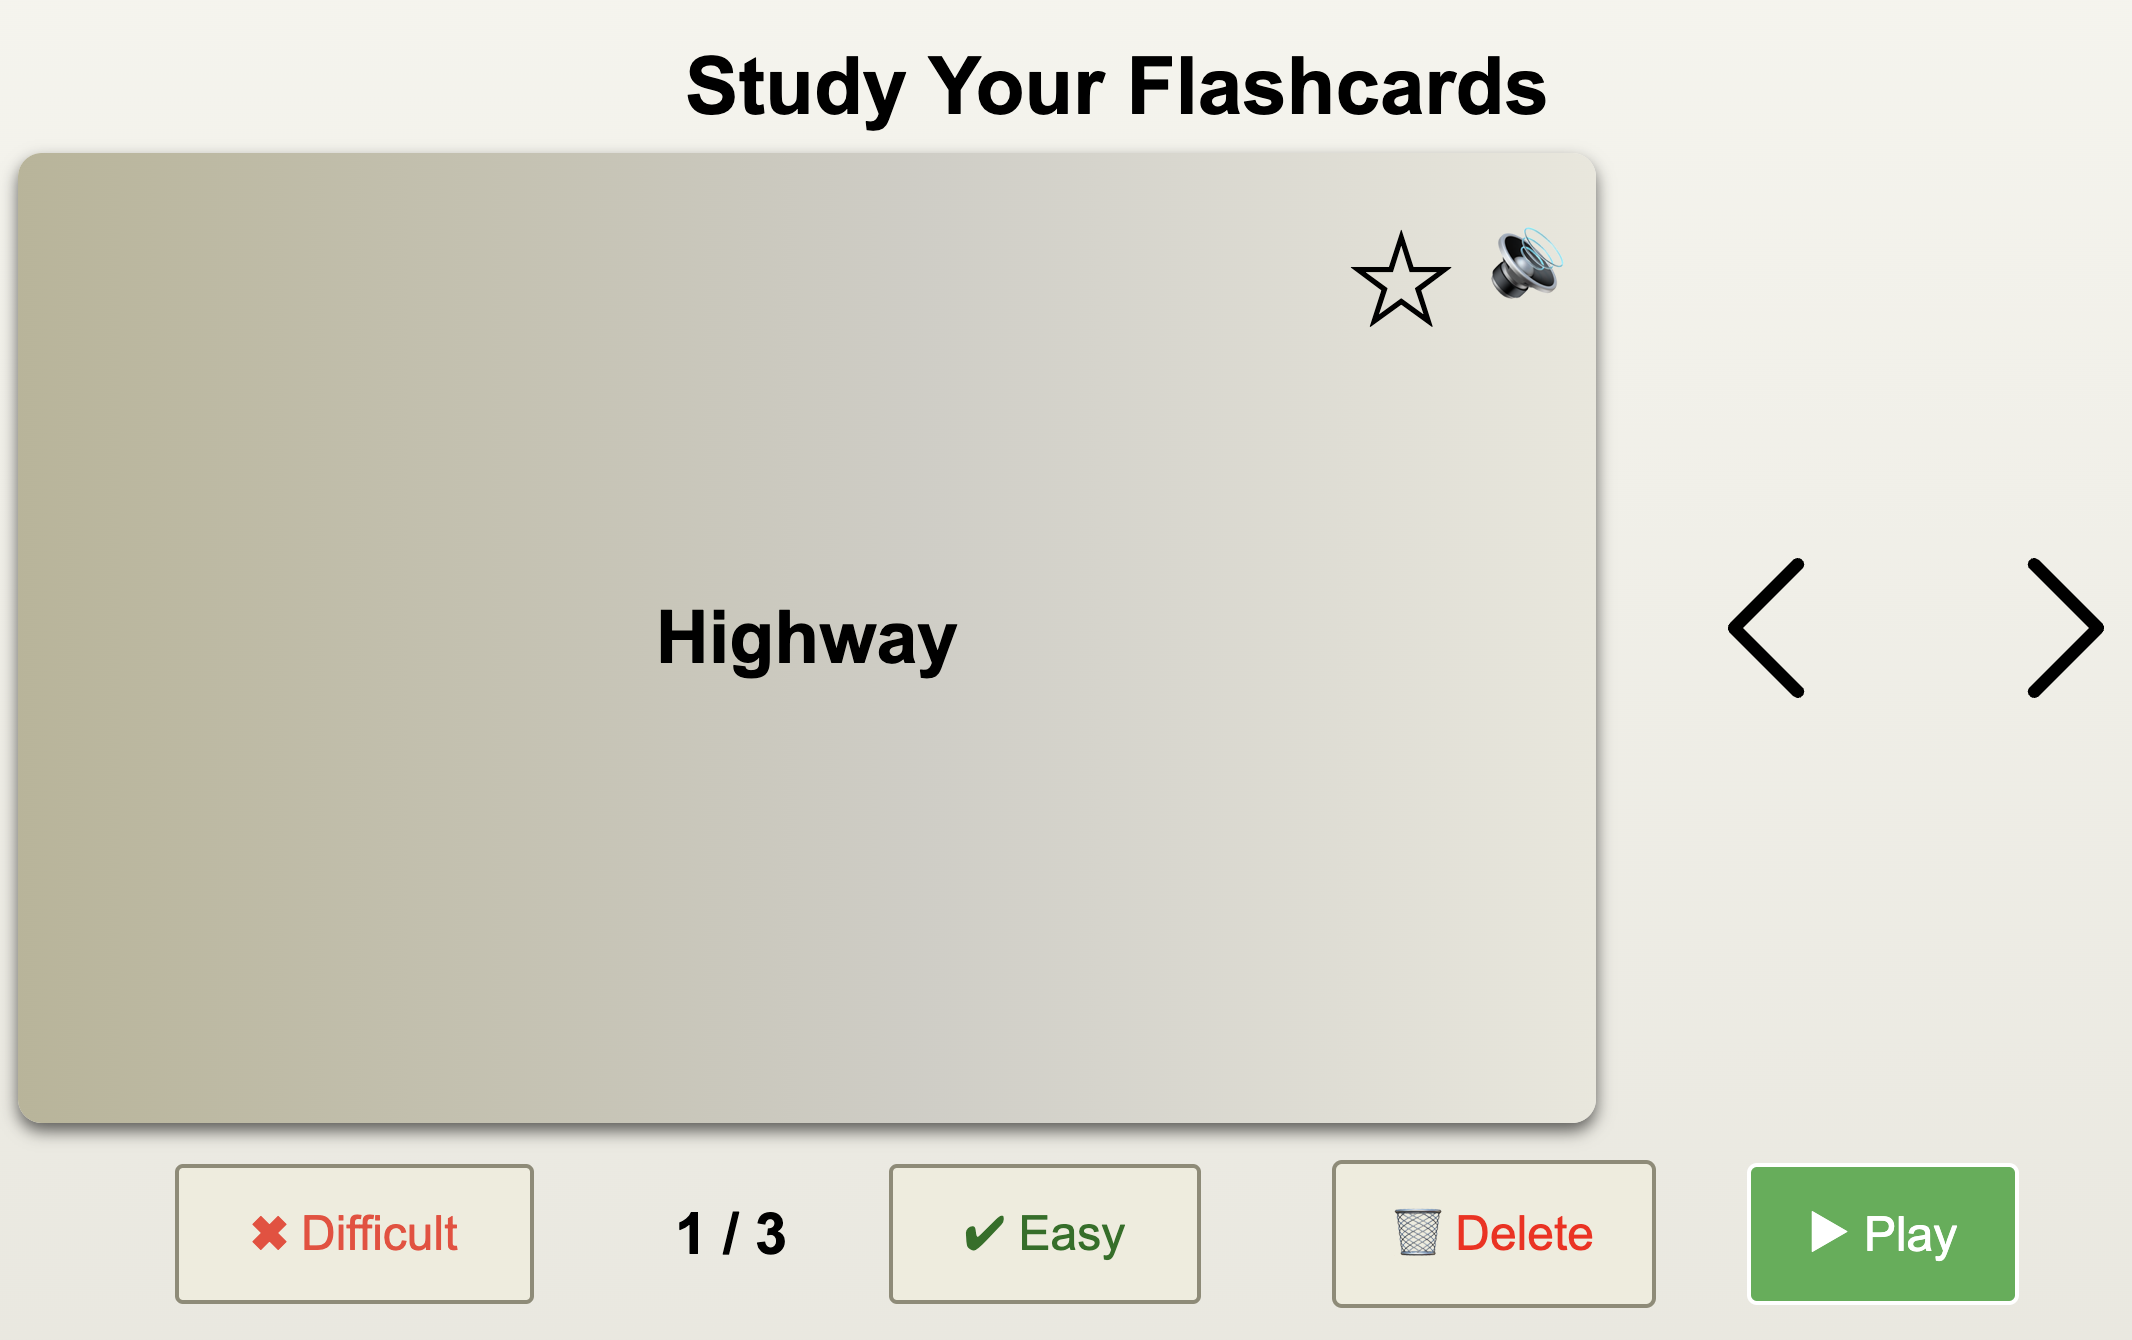 Study Your Flashcards
Highway
✖ Difficult
1 / 3
✔ Easy
🗑 Delete
▶ Play